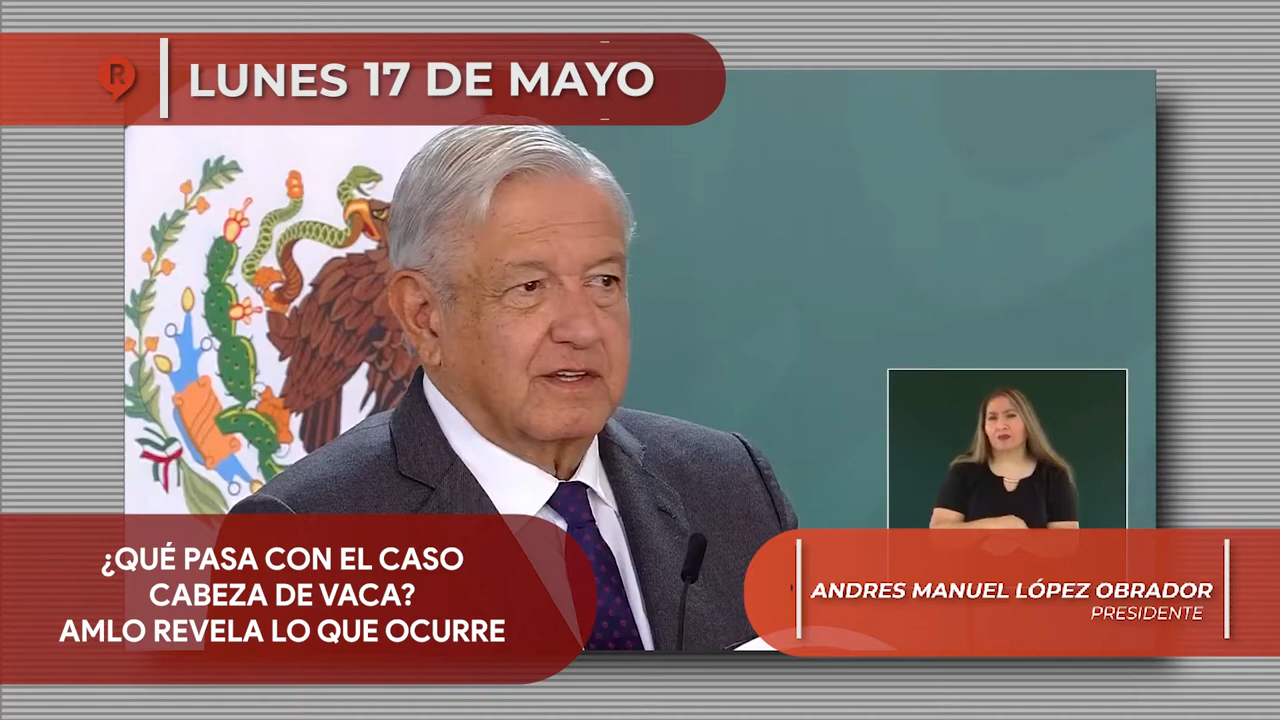 R
LUNES 17 DE MAYO
¿QUÉ PASA CON EL CASO
CABEZA DE VACA?
AMLO REVELA LO QUE OCURRE
ANDRES MANUEL LÓPEZ OBRADOR
PRESIDENTE